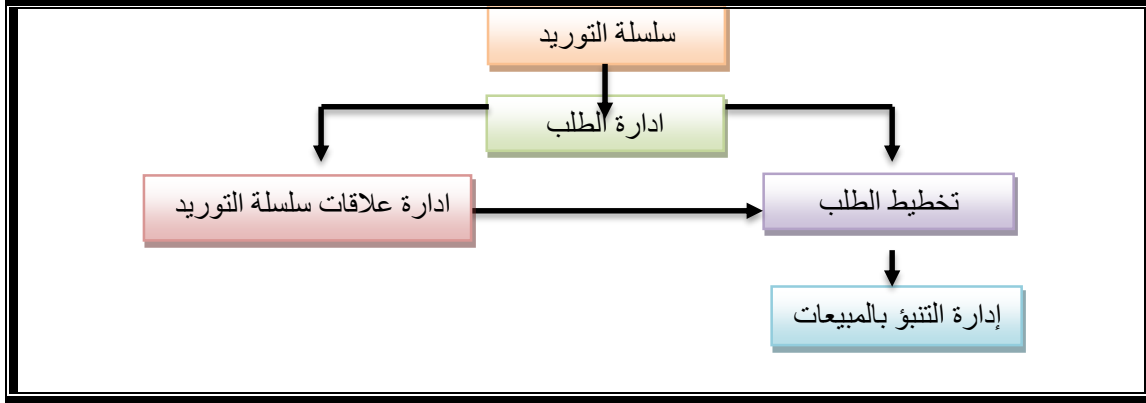 سلسلة التوريد
ادارة الطلب
تخطيط الطلب
ادارة علاقات سلسلة التوريد
إدارة التنبؤ بالمبيعات